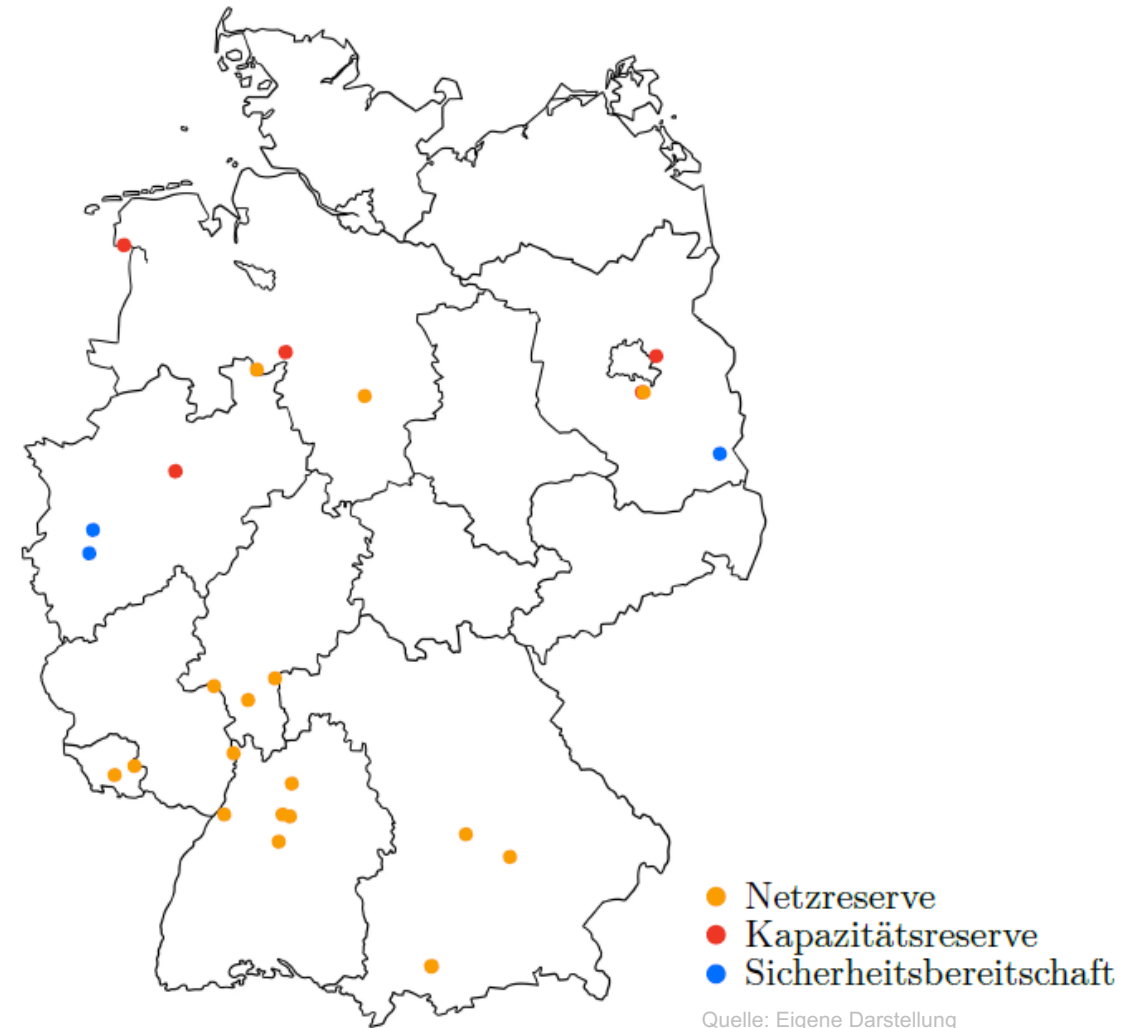 Netzreserve
Kapazitätsreserve
Sicherheitsbereitschaft
Quelle: Eigene Darstellung